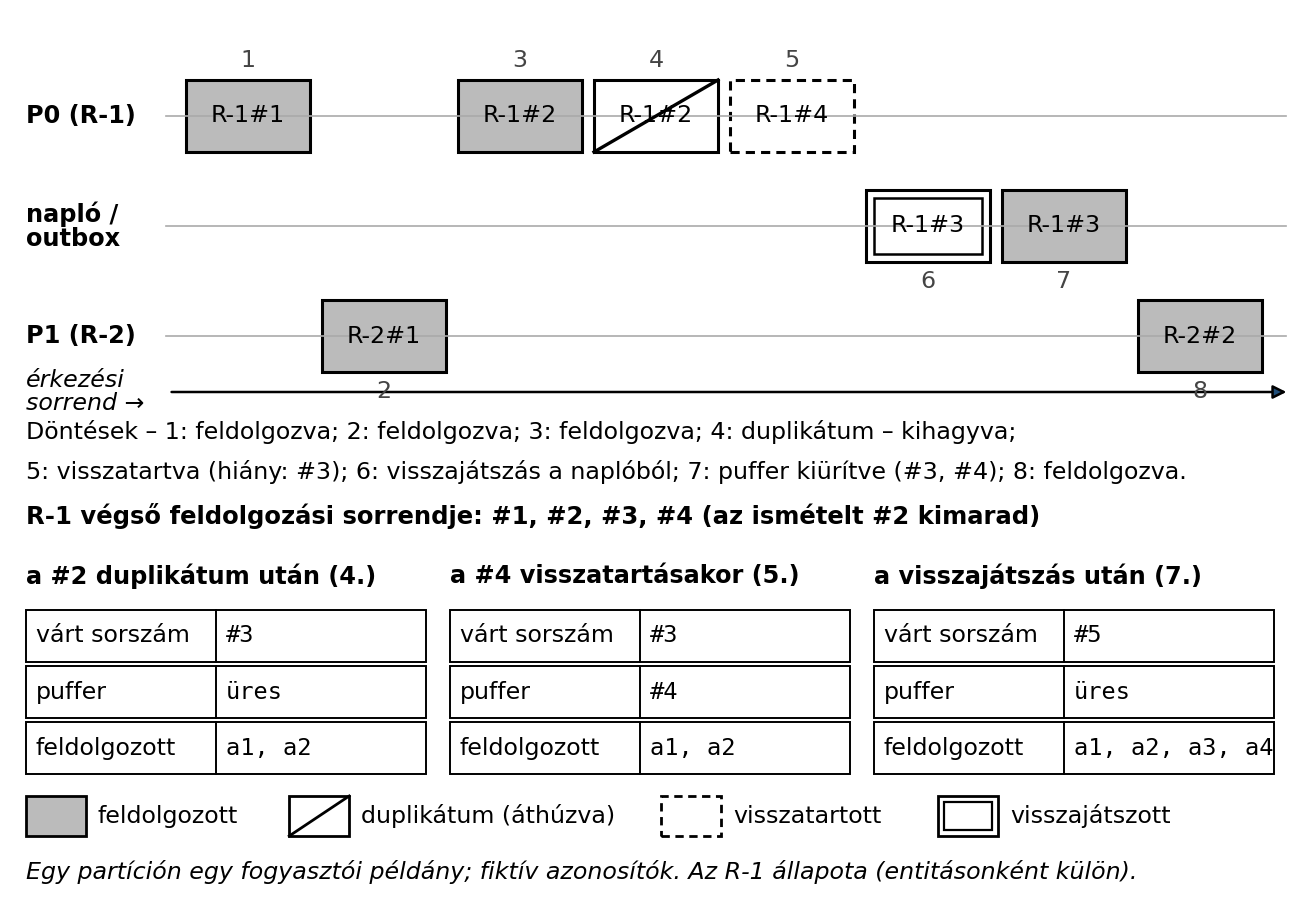 1 3 4 5
P0 (R-1) R-1#1 R-1#2 R-1#2 R-1#4
napló /
outbox
R-1#3 R-1#3
6 7
P1 (R-2) R-2#1 R-2#2
érkezési
sorrend →
2 8
Döntések – 1: feldolgozva; 2: feldolgozva; 3: feldolgozva; 4: duplikátum – kihagyva;
5: visszatartva (hiány: #3); 6: visszajátszás a naplóból; 7: puffer kiürítve (#3, #4); 8: feldolgozva.
R-1 végső feldolgozási sorrendje: #1, #2, #3, #4 (az ismételt #2 kimarad)
a #2 duplikátum után (4.) a #4 visszatartásakor (5.) a visszajátszás után (7.)
várt sorszám #3 várt sorszám #3 várt sorszám #5
puffer üres puffer #4 puffer üres
feldolgozott a1, a2 feldolgozott a1, a2 feldolgozott a1, a2, a3, a4
feldolgozott duplikátum (áthúzva) visszatartott visszajátszott
Egy partíción egy fogyasztói példány; fiktív azonosítók. Az R-1 állapota (entitásonként külön).